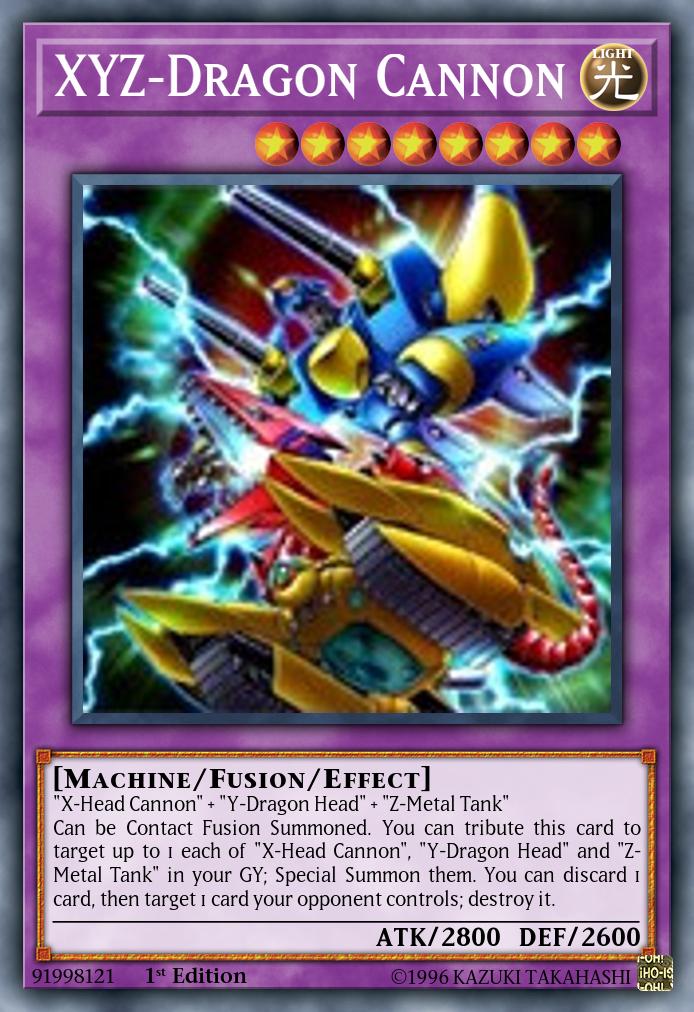 XYZ-Dragon Cannon
LIGHT
光
[Machine/Fusion/Effect]
"X-Head Cannon" + "Y-Dragon Head" + "Z-Metal Tank"
Can be Contact Fusion Summoned. You can tribute this card to
target up to 1 each of "X-Head Cannon", "Y-Dragon Head" and "Z-
Metal Tank" in your GY; Special Summon them. You can discard 1
card, then target 1 card your opponent controls; destroy it.
ATK/2800 DEF/2600
91998121 1st Edition ©1996 KAZUKI TAKAHASHI